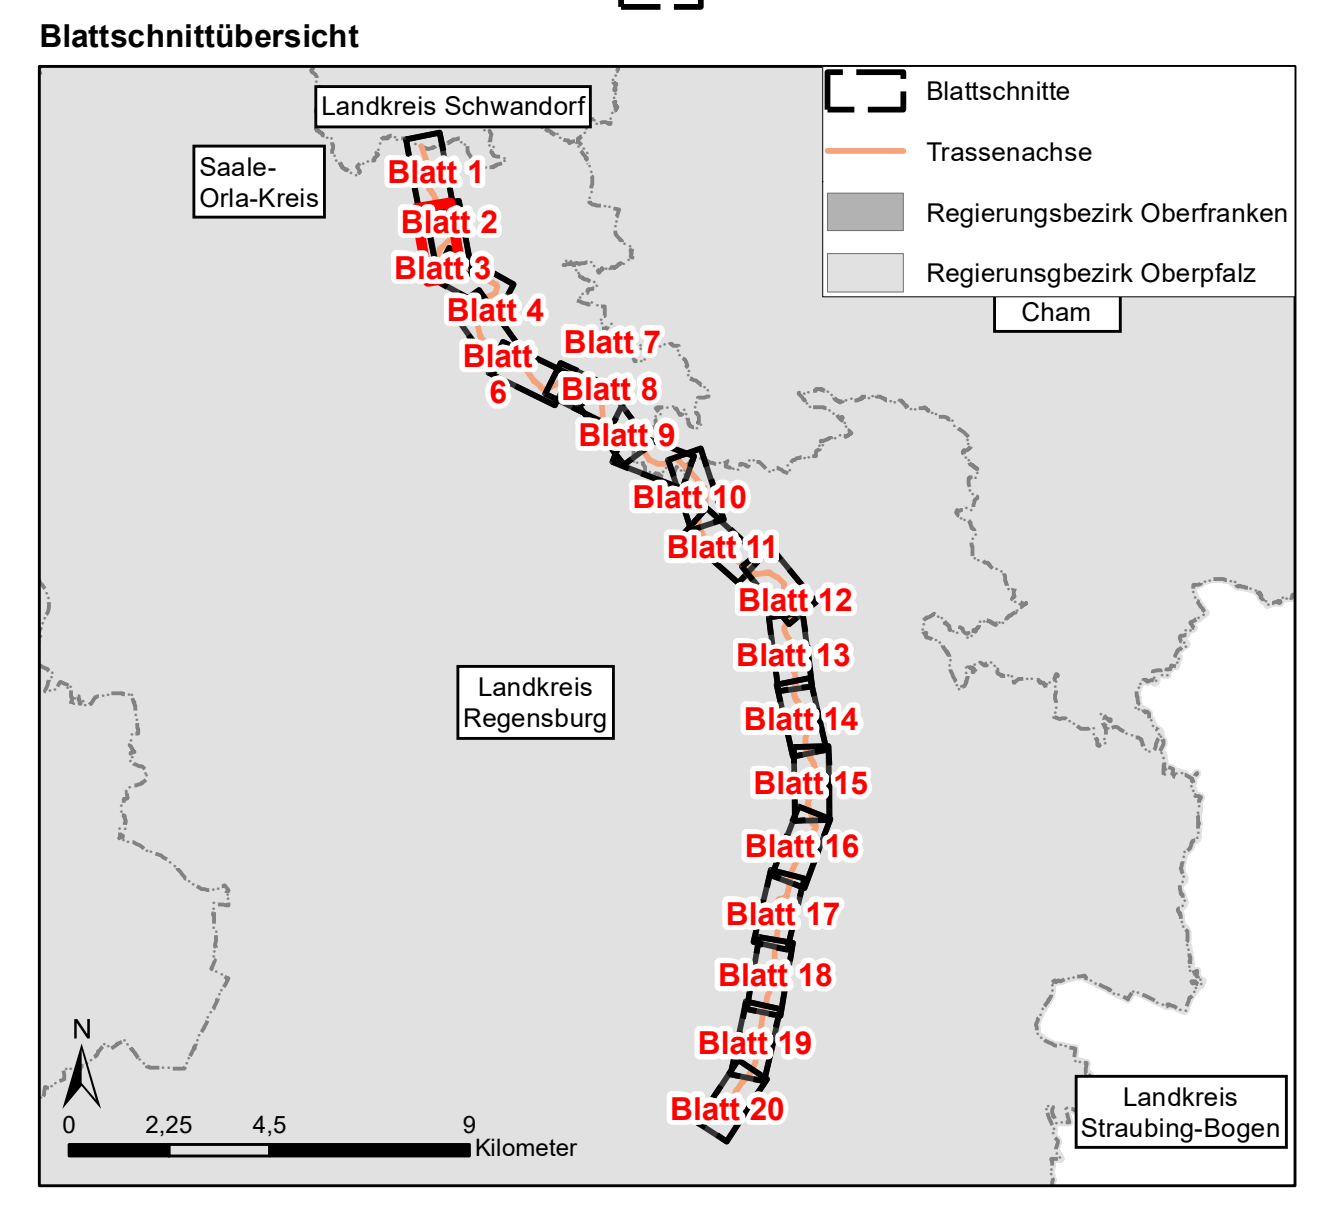 Blattschnittübersicht
Landkreis Schwandorf
Saale-
Orla-Kreis
Blattschnitte
Trassenachse
Regierungsbezirk Oberfranken
Regierunsgbezirk Oberpfalz
Cham
Blatt 1
Blatt 2
Blatt 3
Blatt 4
Blatt
6
Blatt 7
Blatt 8
Blatt 9
Blatt 10
Blatt 11
Blatt 12
Blatt 13
Landkreis
Regensburg
Blatt 14
Blatt 15
Blatt 16
Blatt 17
Blatt 18
Blatt 19
Blatt 20
N
0 2,25 4,5 9
Kilometer
Landkreis
Straubing-Bogen